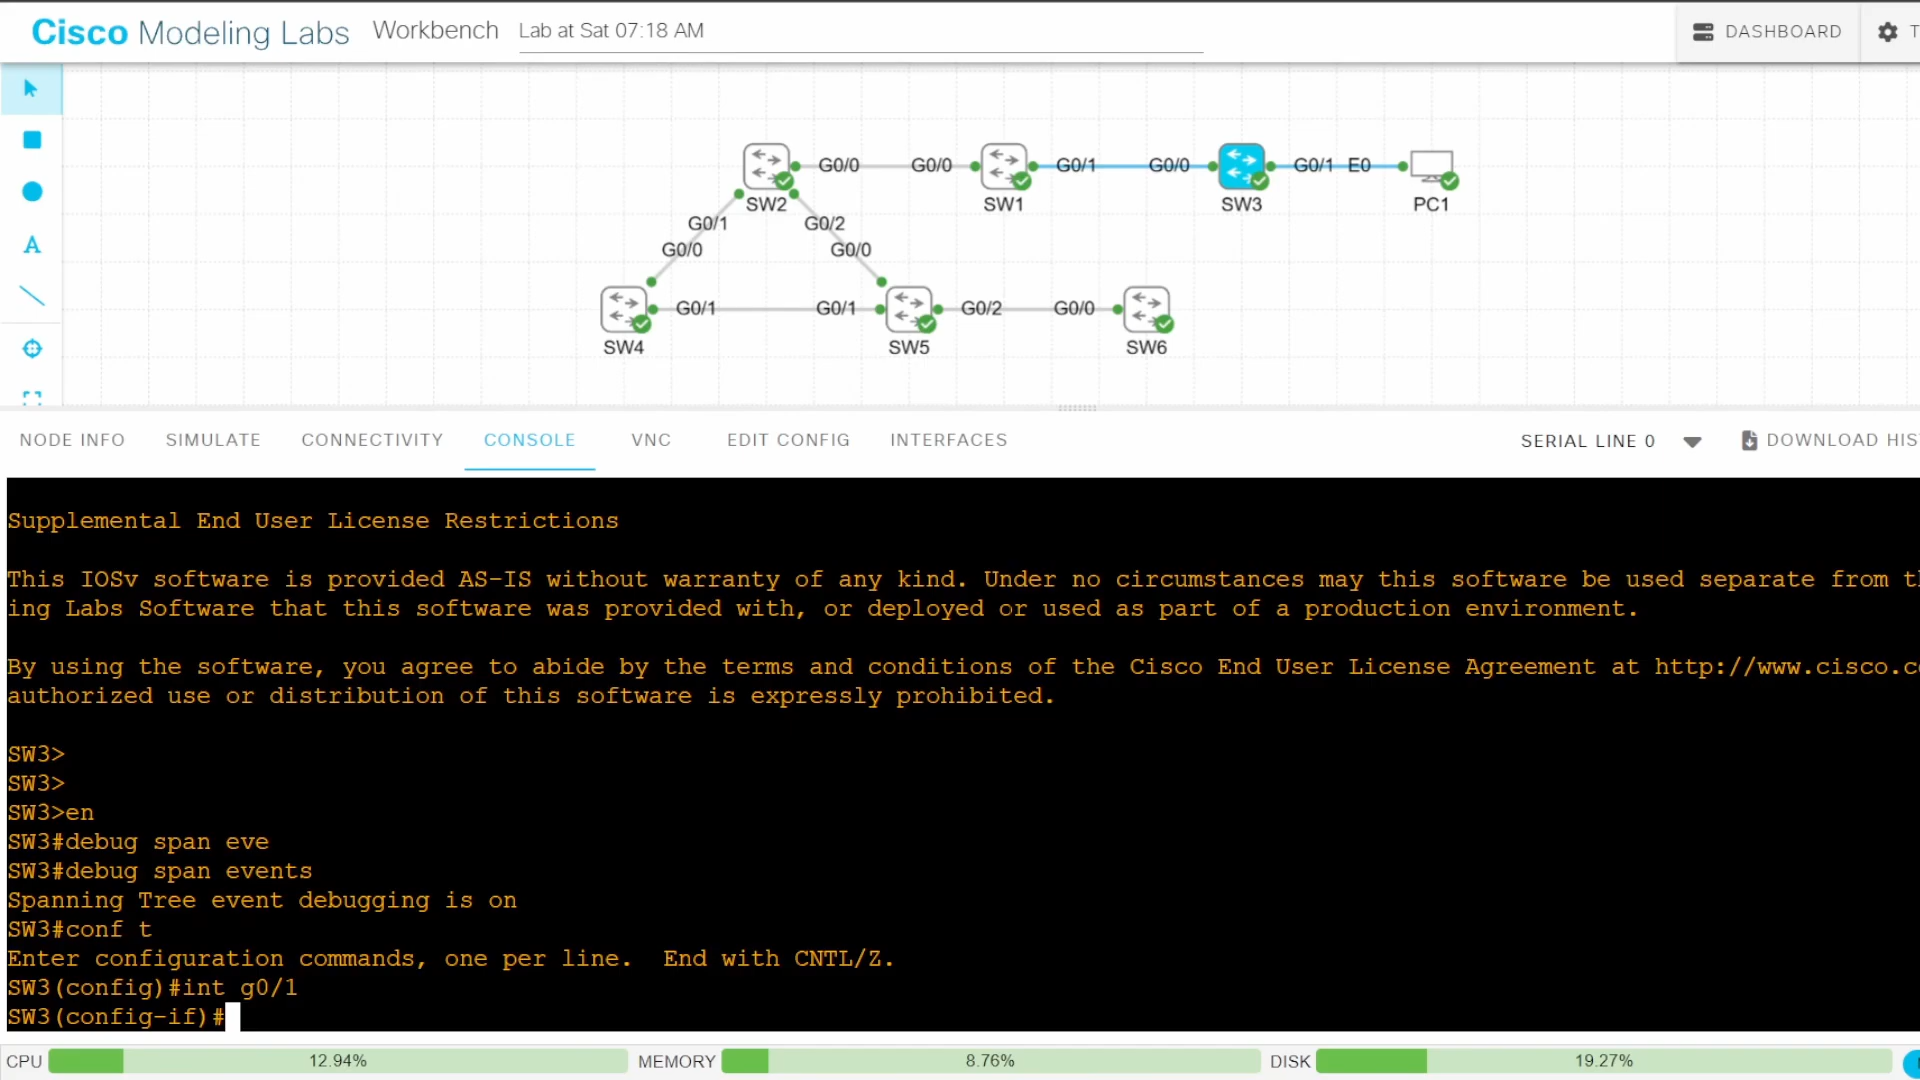 Cisco Modeling Labs Workbench Lab at Sat 07:18 AM DASHBOARD
G0/0 G0/0 G0/1 G0/0 G0/1 E0
SW2 SW1 SW3 PC1
G0/1 G0/2
G0/0 G0/0
G0/1 G0/1 G0/2 G0/0
SW4 SW5 SW6
NODE INFO SIMULATE CONNECTIVITY CONSOLE VNC EDIT CONFIG INTERFACES SERIAL LINE 0 DOWNLOAD
Supplemental End User License Restrictions
This IOSv software is provided AS-IS without warranty of any kind. Under no circumstances may this software be used separate from
ing Labs Software that this software was provided with, or deployed or used as part of a production environment.
By using the software, you agree to abide by the terms and conditions of the Cisco End User License Agreement at http://www.cisco.c
authorized use or distribution of this software is expressly prohibited.
SW3>
SW3>
SW3>en
SW3#debug span eve
SW3#debug span events
Spanning Tree event debugging is on
SW3#conf t
Enter configuration commands, one per line. End with CNTL/Z.
SW3(config)#int g0/1
SW3(config-if)#
CPU 12.94% MEMORY 8.76% DISK 19.27%